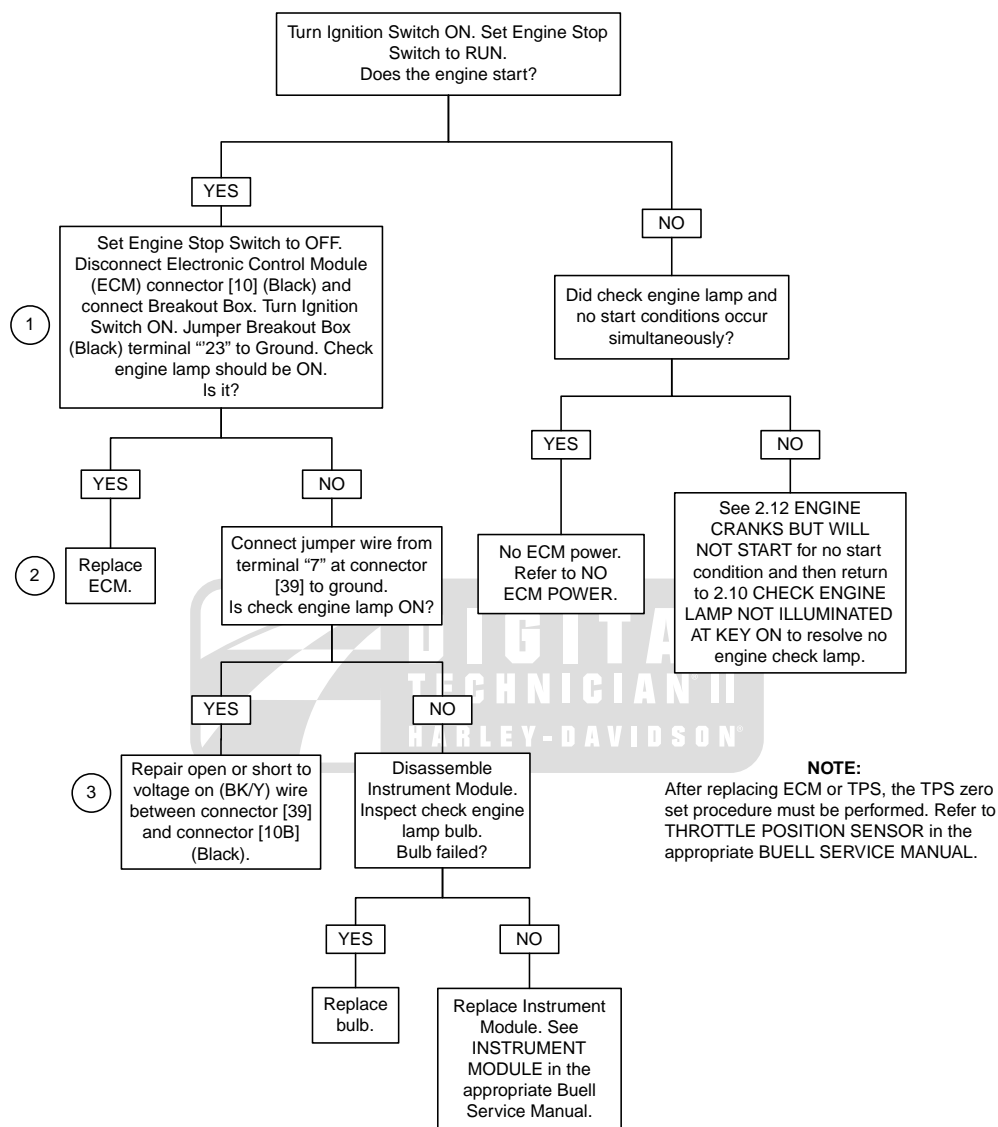 Turn Ignition Switch ON. Set Engine Stop
Switch to RUN.
Does the engine start?
YES
NO
1
Set Engine Stop Switch to OFF.
Disconnect Electronic Control Module
(ECM) connector [10] (Black) and
connect Breakout Box. Turn Ignition
Switch ON. Jumper Breakout Box
(Black) terminal “’23” to Ground. Check
engine lamp should be ON.
Is it?
Did check engine lamp and
no start conditions occur
simultaneously?
YES
NO
YES
NO
2
Replace
ECM.
Connect jumper wire from
terminal “7” at connector
[39] to ground.
Is check engine lamp ON?
No ECM power.
Refer to NO
ECM POWER.
See 2.12 ENGINE
CRANKS BUT WILL
NOT START for no start
condition and then return
to 2.10 CHECK ENGINE
LAMP NOT ILLUMINATED
AT KEY ON to resolve no
engine check lamp.
DIGITA
TECHNICIAN II
HARLEY-DAVIDSON®
YES
NO
3
Repair open or short to
voltage on (BK/Y) wire
between connector [39]
and connector [10B]
(Black).
Disassemble
Instrument Module.
Inspect check engine
lamp bulb.
Bulb failed?
NOTE:
After replacing ECM or TPS, the TPS zero
set procedure must be performed. Refer to
THROTTLE POSITION SENSOR in the
appropriate BUELL SERVICE MANUAL.
YES
NO
Replace
bulb.
Replace Instrument
Module. See
INSTRUMENT
MODULE in the
appropriate Buell
Service Manual.